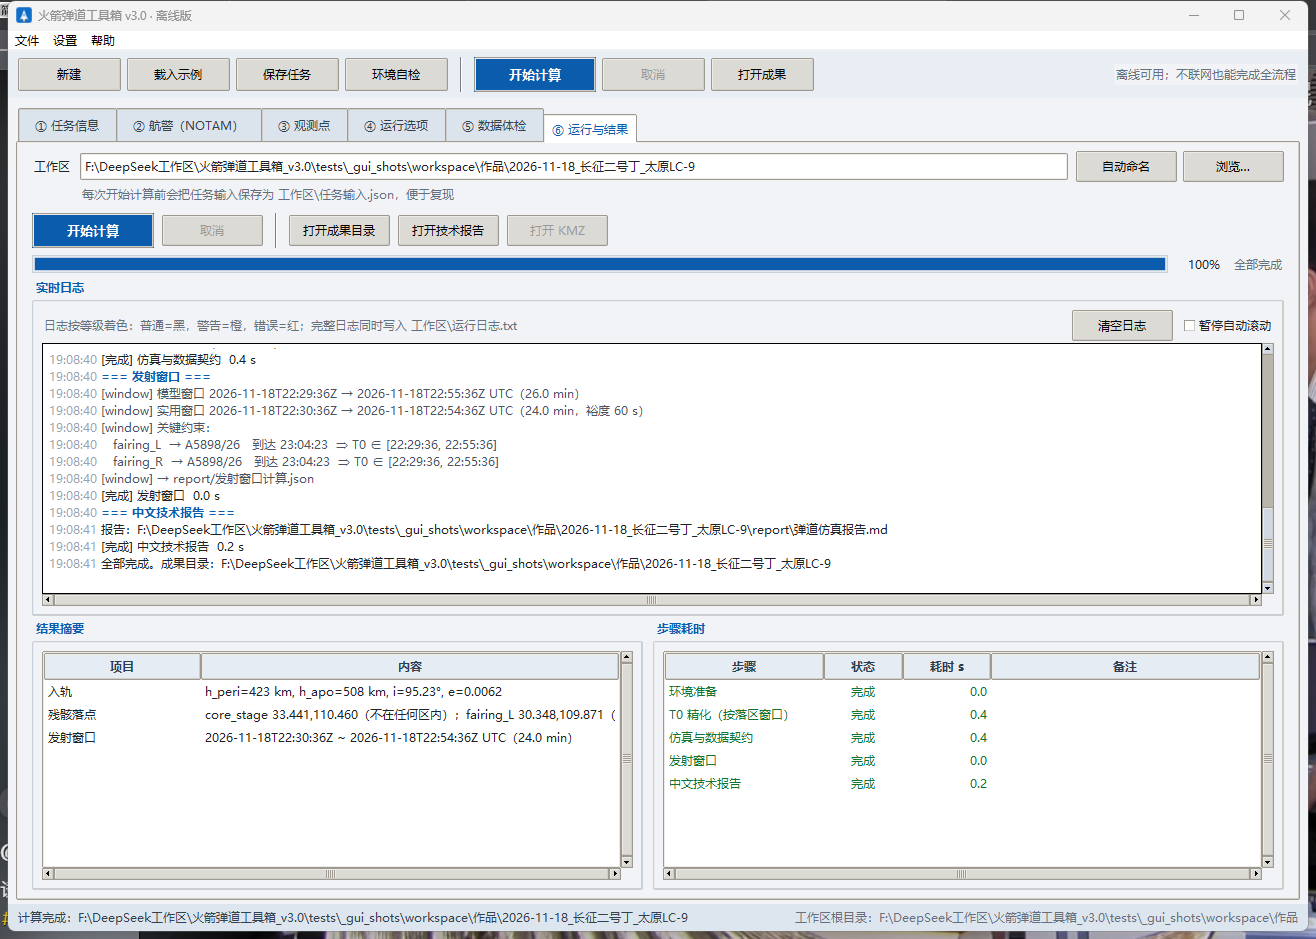 火箭弹道工具箱 v3.0 · 离线版
文件 设置 帮助
新建 载入示例 保存任务 环境自检 开始计算 取消 打开成果 离线可用；不联网也能完成全流程
① 任务信息 ② 航警（NOTAM） ③ 观测点 ④ 运行选项 ⑤ 数据体检 ⑥ 运行与结果
工作区 F:\DeepSeek工作区\火箭弹道工具箱_v3.0\tests\_gui_shots\workspace\作品\2026-11-18_长征二号丁_太原LC-9 自动命名 浏览...
每次开始计算前会把任务输入保存为 工作区\任务输入.json，便于复现
开始计算 取消 打开成果目录 打开技术报告 打开 KMZ
100% 全部完成
实时日志
日志按等级着色：普通=黑，警告=橙，错误=红；完整日志同时写入 工作区\运行日志.txt 清空日志 暂停自动滚动
19:08:40 [完成] 仿真与数据契约 0.4 s
19:08:40 === 发射窗口 ===
19:08:40 [window] 模型窗口 2026-11-18T22:29:36Z → 2026-11-18T22:55:36Z UTC（26.0 min）
19:08:40 [window] 实用窗口 2026-11-18T22:30:36Z → 2026-11-18T22:54:36Z UTC（24.0 min，裕度 60 s）
19:08:40 [window] 关键约束：
19:08:40 fairing_L → A5898/26 到达 23:04:23 ⇒ T0 ∈ [22:29:36, 22:55:36]
19:08:40 fairing_R → A5898/26 到达 23:04:23 ⇒ T0 ∈ [22:29:36, 22:55:36]
19:08:40 [window] → report/发射窗口计算.json
19:08:40 [完成] 发射窗口 0.0 s
19:08:40 === 中文技术报告 ===
19:08:41 报告：F:\DeepSeek工作区\火箭弹道工具箱_v3.0\tests\_gui_shots\workspace\作品\2026-11-18_长征二号丁_太原LC-9\report\弹道仿真报告.md
19:08:41 [完成] 中文技术报告 0.2 s
19:08:41 全部完成。成果目录：F:\DeepSeek工作区\火箭弹道工具箱_v3.0\tests\_gui_shots\workspace\作品\2026-11-18_长征二号丁_太原LC-9
结果摘要
项目 内容
入轨 h_peri=423 km, h_apo=508 km, i=95.23°, e=0.0062
残骸落点 core_stage 33.441,110.460（不在任何区内）；fairing_L 30.348,109.871（
发射窗口 2026-11-18T22:30:36Z ~ 2026-11-18T22:54:36Z UTC（24.0 min）
步骤耗时
步骤 状态 耗时 s 备注
环境准备 完成 0.0
T0 精化（按落区窗口） 完成 0.4
仿真与数据契约 完成 0.4
发射窗口 完成 0.0
中文技术报告 完成 0.2
计算完成：F:\DeepSeek工作区\火箭弹道工具箱_v3.0\tests\_gui_shots\workspace\作品\2026-11-18_长征二号丁_太原LC-9 工作区根目录：F:\DeepSeek工作区\火箭弹道工具箱_v3.0\tests\_gui_shots\workspace\作品